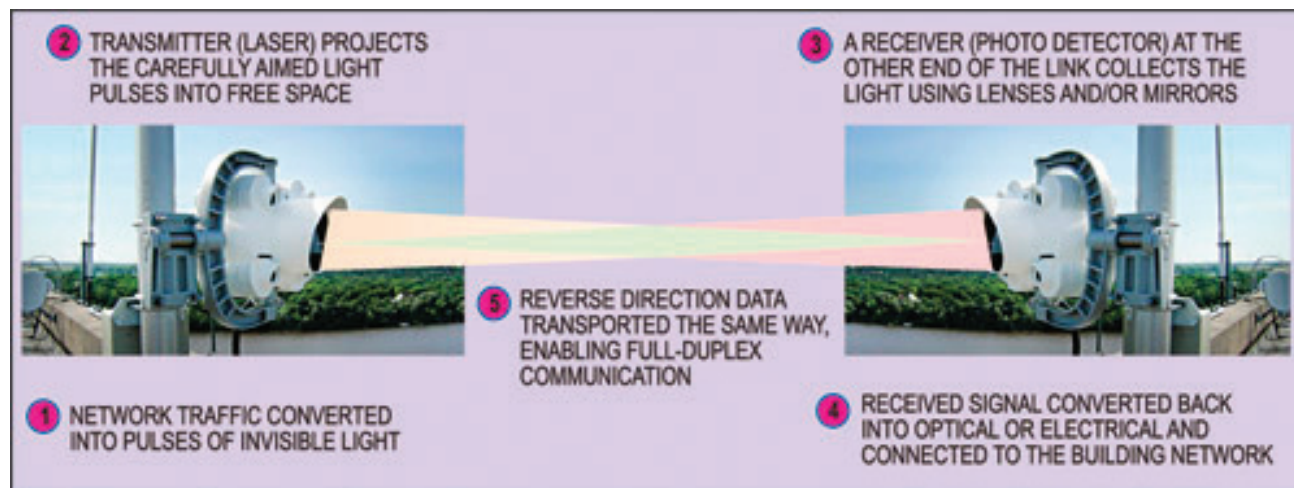 2 TRANSMITTER (LASER) PROJECTS
THE CAREFULLY AIMED LIGHT
PULSES INTO FREE SPACE
3 A RECEIVER (PHOTO DETECTOR) AT THE
OTHER END OF THE LINK COLLECTS THE
LIGHT USING LENSES AND/OR MIRRORS
5 REVERSE DIRECTION DATA
TRANSPORTED THE SAME WAY,
ENABLING FULL-DUPLEX
COMMUNICATION
1 NETWORK TRAFFIC CONVERTED
INTO PULSES OF INVISIBLE LIGHT
4 RECEIVED SIGNAL CONVERTED BACK
INTO OPTICAL OR ELECTRICAL AND
CONNECTED TO THE BUILDING NETWORK